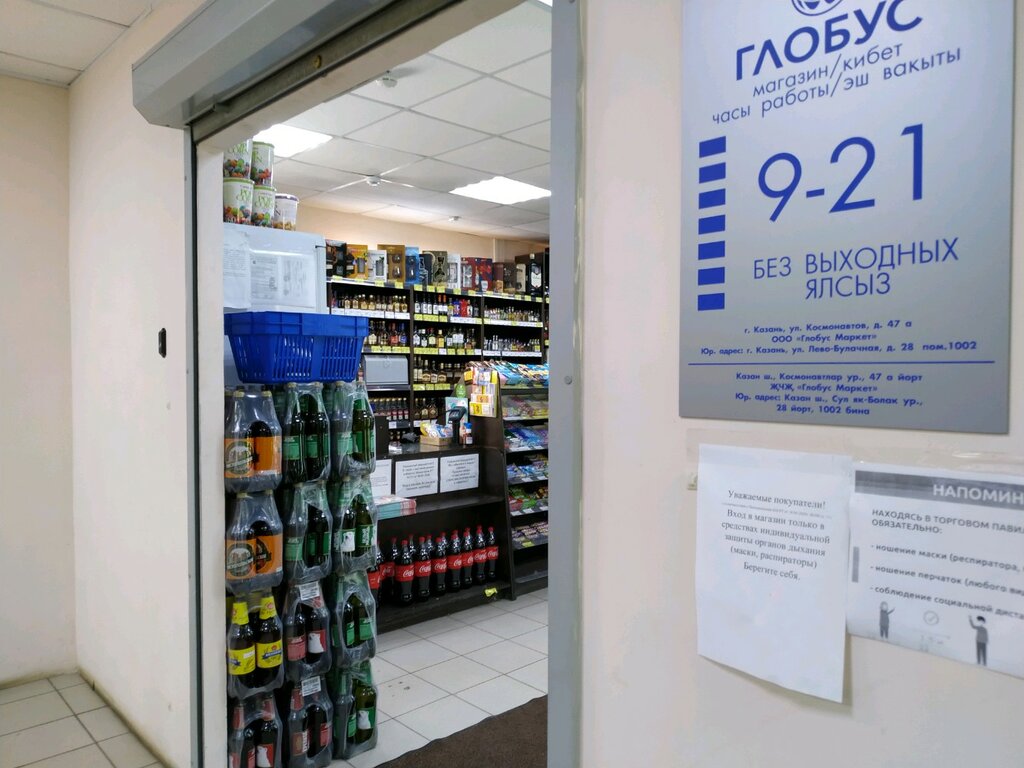 ГЛОБУС
магазин/кибет
часы работы/эш вакыты
9-21
БЕЗ ВЫХОДНЫХ
ЯЛСЫЗ
г. Казань, ул. Космонавтов, д. 47 а
ООО «Глобус Маркет»
Юр. адрес: г. Казань, ул. Лево-Булачная, д. 28 пом.1002
Казан ш., Космонавтлар ур., 47 а йорт
ҖЧҖ, «Глобус Маркет»
Юр. адрес: Казан ш., Сул як-Болак ур.,
28 йорт, 1002 бина
Уважаемые покупатели!
Вход в магазин только в
средствах индивидуальной
защиты органов дыхания
(маски, распираторы)
Берегите себя.
НАПОМИН
НАХОДЯСЬ В ТОРГОВОМ ПАВИ
ОБЯЗАТЕЛЬНО:
- ношение маски (респиратора,
- ношение перчаток (любого ви
- соблюдение социальной диста